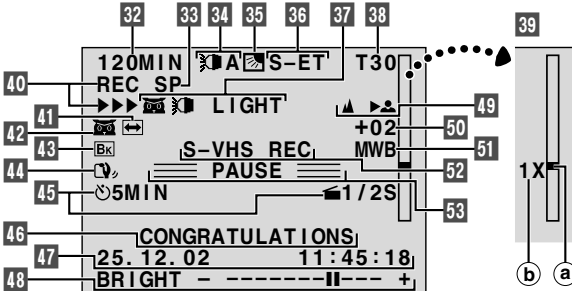 32 33 34 35 36 37 38 39
120MIN A S-ET T30
40 REC SP
LIGHT 49
41
42 +02 50
43 BK MWB 51
S-VHS REC 52
44 PAUSE 1X
45 5MIN 1/2S 53
46 CONGRATULATIONS
47 25.12.02 11:45:18
48 BRIGHT - -------- --- + b a